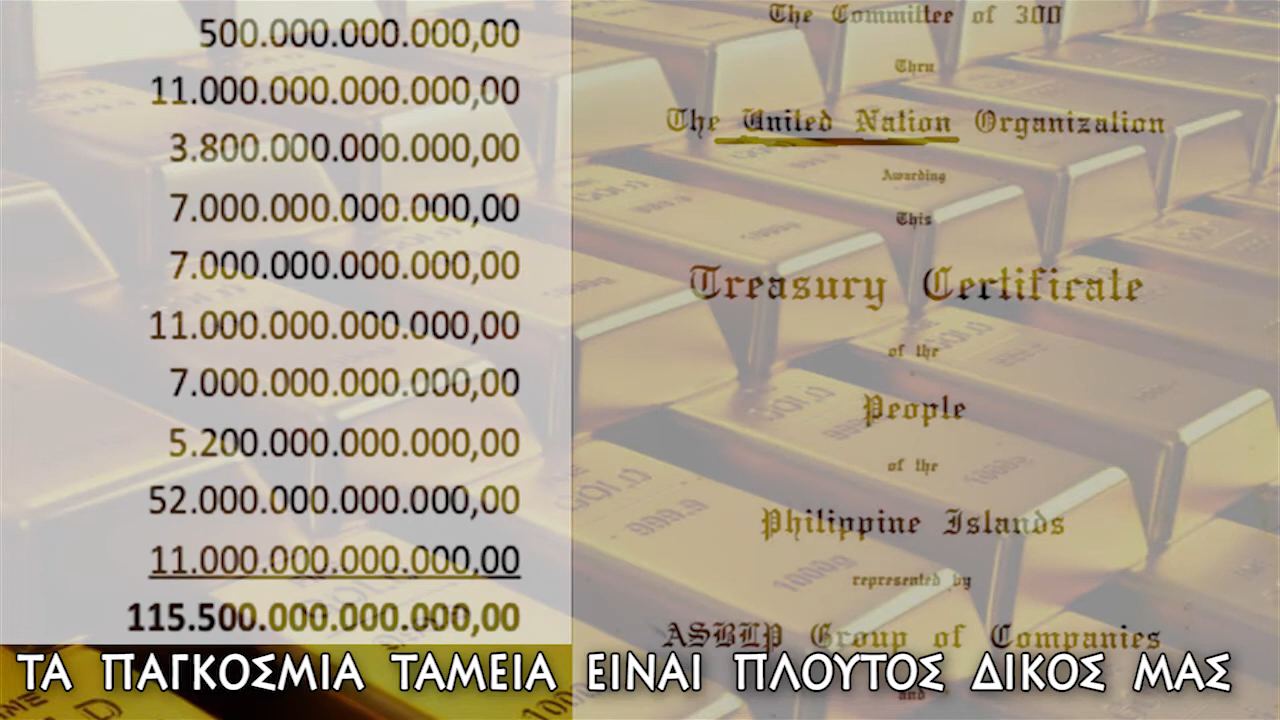 500.000.000.000,00
11.000.000.000.000,00
3.800.000.000.000,00
7.000.000.000.000,00
7.000.000.000.000,00
11.000.000.000.000,00
7.000.000.000.000,00
5.200.000.000.000,00
52.000.000.000.000,00
11.000.000.000.000,00
115.500.000.000.000,00
The Committee of 300
Thru
The United Nation Organization
Awarding
This
Treasury Certificate
of the
People
of the
Philippine Islands
represented by
ASBLP Group of Companies
and
ΤΑ ΠΑΓΚΟΣΜΙΑ ΤΑΜΕΙΑ ΕΙΝΑΙ ΠΛΟΥΤΟΣ ΔΙΚΟΣ ΜΑΣ